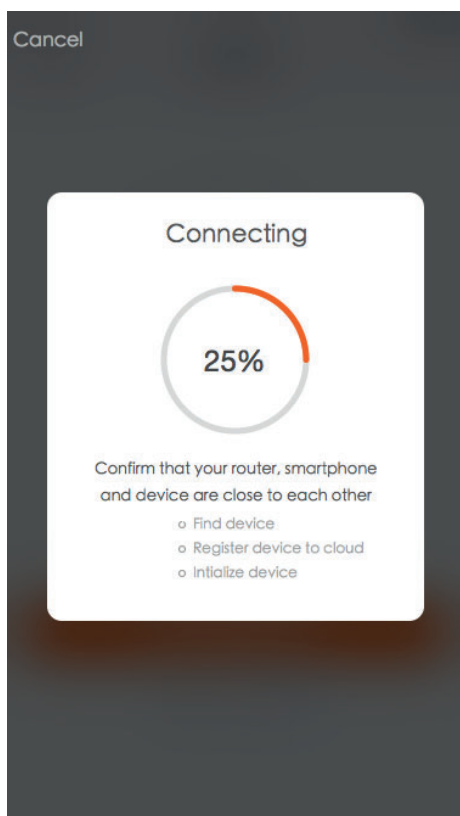 Cancel
Connecting
25%
Confirm that your router, smartphone
and device are close to each other
Find device
Register device to cloud
Intialize device